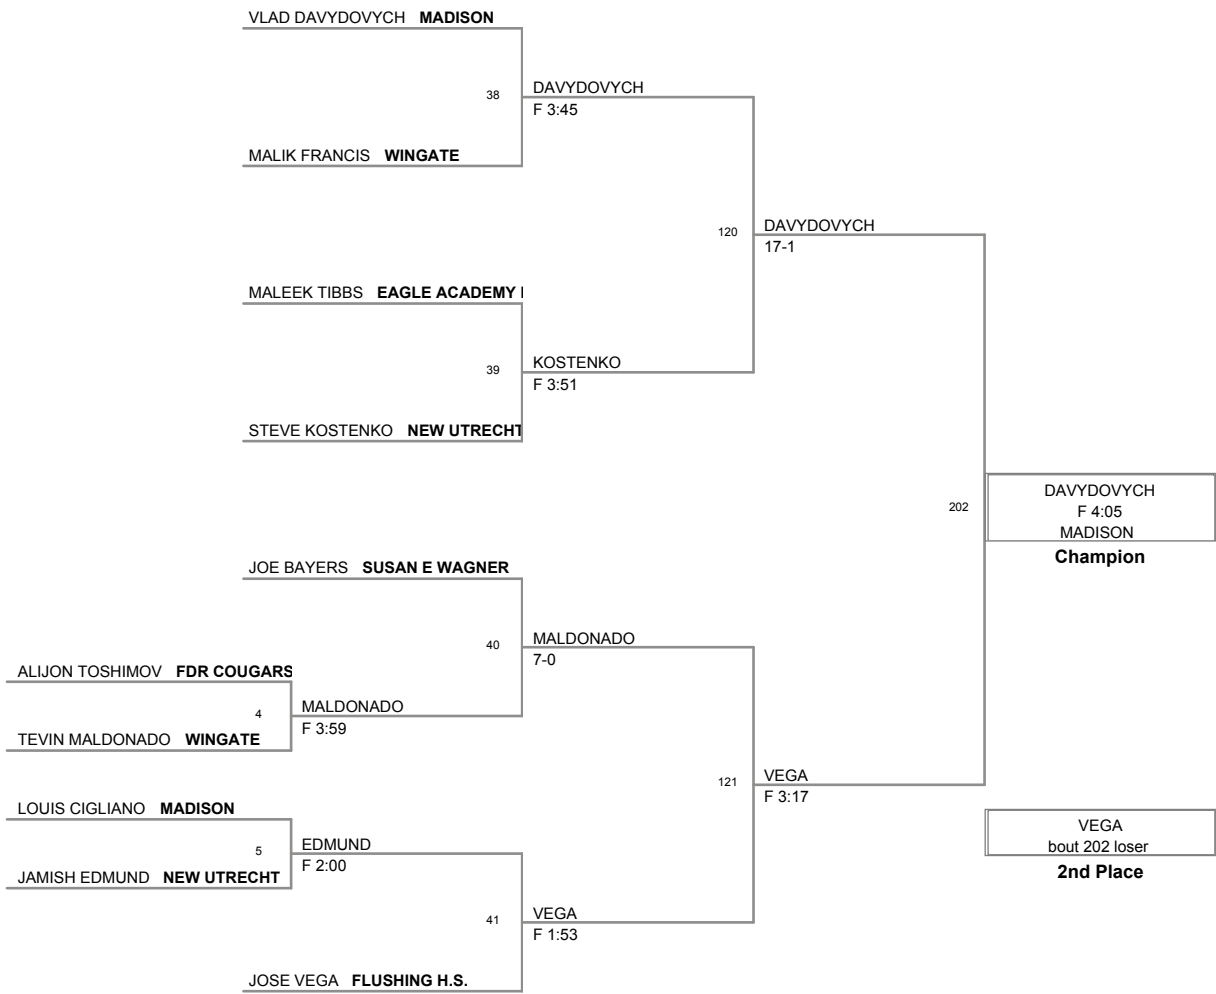 VLAD DAVYDOVYCH MADISON
38
DAVYDOVYCH
F 3:45
MALIK FRANCIS WINGATE
120
DAVYDOVYCH
17-1
MALEEK TIBBS EAGLE ACADEMY
39
KOSTENKO
F 3:51
STEVE KOSTENKO NEW UTRECHT
202
DAVYDOVYCH
F 4:05
MADISON
Champion
JOE BAYERS SUSAN E WAGNER
40
MALDONADO
7-0
ALIJON TOSHIMOV FDR COUGARS
4
MALDONADO
F 3:59
TEVIN MALDONADO WINGATE
121
VEGA
F 3:17
LOUIS CIGLIANO MADISON
5
EDMUND
F 2:00
JAMISH EDMUND NEW UTRECHT
VEGA
bout 202 loser
2nd Place
41
VEGA
F 1:53
JOSE VEGA FLUSHING H.S.